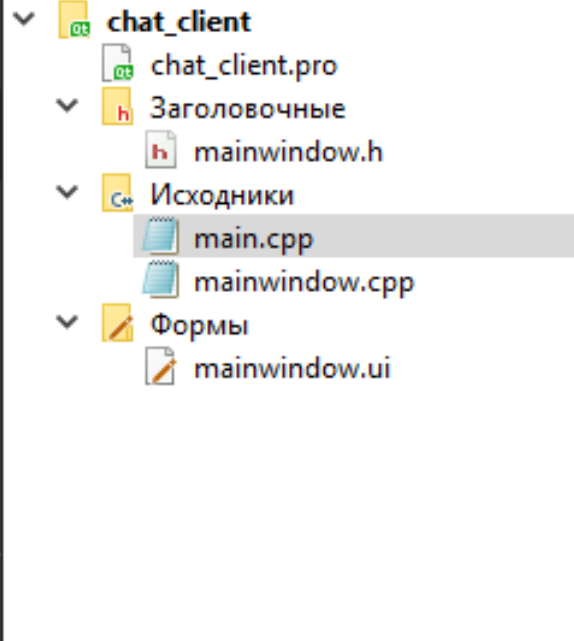 chat_client
chat_client.pro
Заголовочные
mainwindow.h
Исходники
main.cpp
mainwindow.cpp
Формы
mainwindow.ui